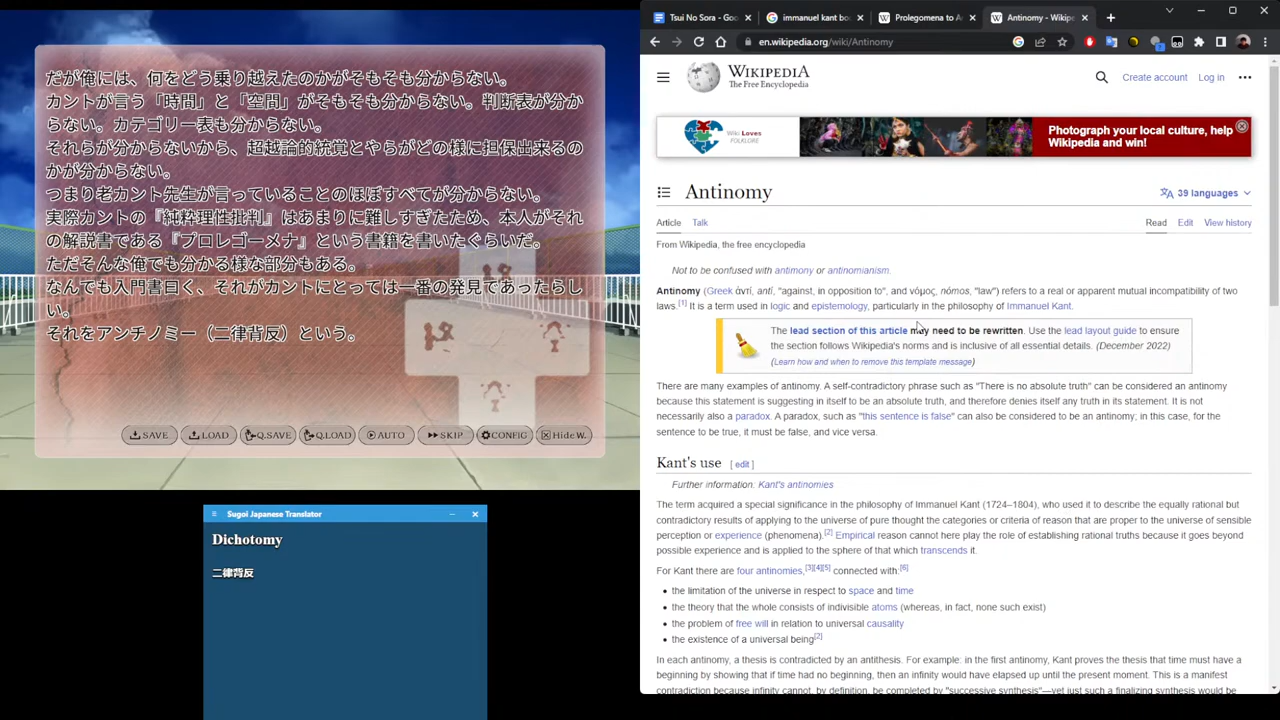 だが俺には、何をどう乗り越えたのかがそもそも分からない。
カントが言う「時間」と「空間」がそもそも分からない。判断表が分か
らない。カテゴリー表も分からない。
それらが分からないから、超越論的統覚とやらがどの様に担保出来るの
かが分からない。
つまり老カント先生が言っていることのほぼすべてが分からない。
実際カントの『純粋理性批判』はあまりに難しすぎたため、本人がそれ
の解説書である『プロレゴーメナ』という書籍を書いたぐらいだ。
ただそんな俺でも分かる様な部分もある。
なんでも入門書曰く、それがカントにとっては一番の発見であったらし
い。
それをアンチノミー（二律背反）という。
SAVE LOAD Q.SAVE Q.LOAD AUTO SKIP CONFIG Hide W.
Sugoi Japanese Translator
Dichotomy
二律背反
Tsui No Sora - Goo
immanuel kant boo
Prolegomena to A
Antinomy - Wikipe
en.wikipedia.org/wiki/Antinomy
WIKIPEDIA
The Free Encyclopedia
Create account Log in
Wiki Loves
FOLKLORE
Photograph your local culture, help
Wikipedia and win!
Antinomy
39 languages
Article Talk Read Edit View history
From Wikipedia, the free encyclopedia
Not to be confused with antimony or antinomianism.
Antinomy (Greek ἀντί, antí, "against, in opposition to", and νόμος, nómos, "law") refers to a real or apparent mutual incompatibility of two
laws.[1] It is a term used in logic and epistemology, particularly in the philosophy of Immanuel Kant.
The lead section of this article may need to be rewritten. Use the lead layout guide to ensure
the section follows Wikipedia's norms and is inclusive of all essential details. (December 2022)
(Learn how and when to remove this template message)
There are many examples of antinomy. A self-contradictory phrase such as "There is no absolute truth" can be considered an antinomy
because this statement is suggesting in itself to be an absolute truth, and therefore denies itself any truth in its statement. It is not
necessarily also a paradox. A paradox, such as "this sentence is false" can also be considered to be an antinomy; in this case, for the
sentence to be true, it must be false, and vice versa.
Kant's use [ edit ]
Further information: Kant's antinomies
The term acquired a special significance in the philosophy of Immanuel Kant (1724–1804), who used it to describe the equally rational but
contradictory results of applying to the universe of pure thought the categories or criteria of reason that are proper to the universe of sensible
perception or experience (phenomena).[2] Empirical reason cannot here play the role of establishing rational truths because it goes beyond
possible experience and is applied to the sphere of that which transcends it.
For Kant there are four antinomies,[3][4][5] connected with:[6]
• the limitation of the universe in respect to space and time
• the theory that the whole consists of indivisible atoms (whereas, in fact, none such exist)
• the problem of free will in relation to universal causality
• the existence of a universal being[2]
In each antinomy, a thesis is contradicted by an antithesis. For example: in the first antinomy, Kant proves the thesis that time must have a
beginning by showing that if time had no beginning, then an infinity would have elapsed up until the present moment. This is a manifest
contradiction because infinity cannot, by definition, be completed by "successive synthesis"—yet just such a finalizing synthesis would be